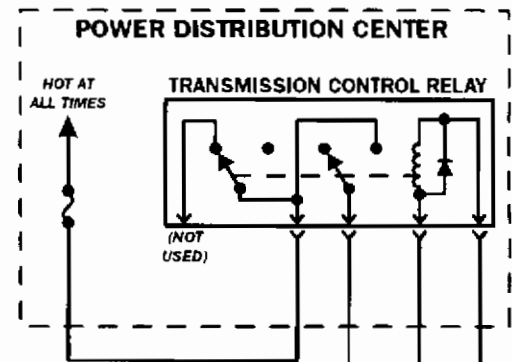 POWER DISTRIBUTION CENTER
HOT AT
ALL TIMES
TRANSMISSION CONTROL RELAY
(NOT
USED)